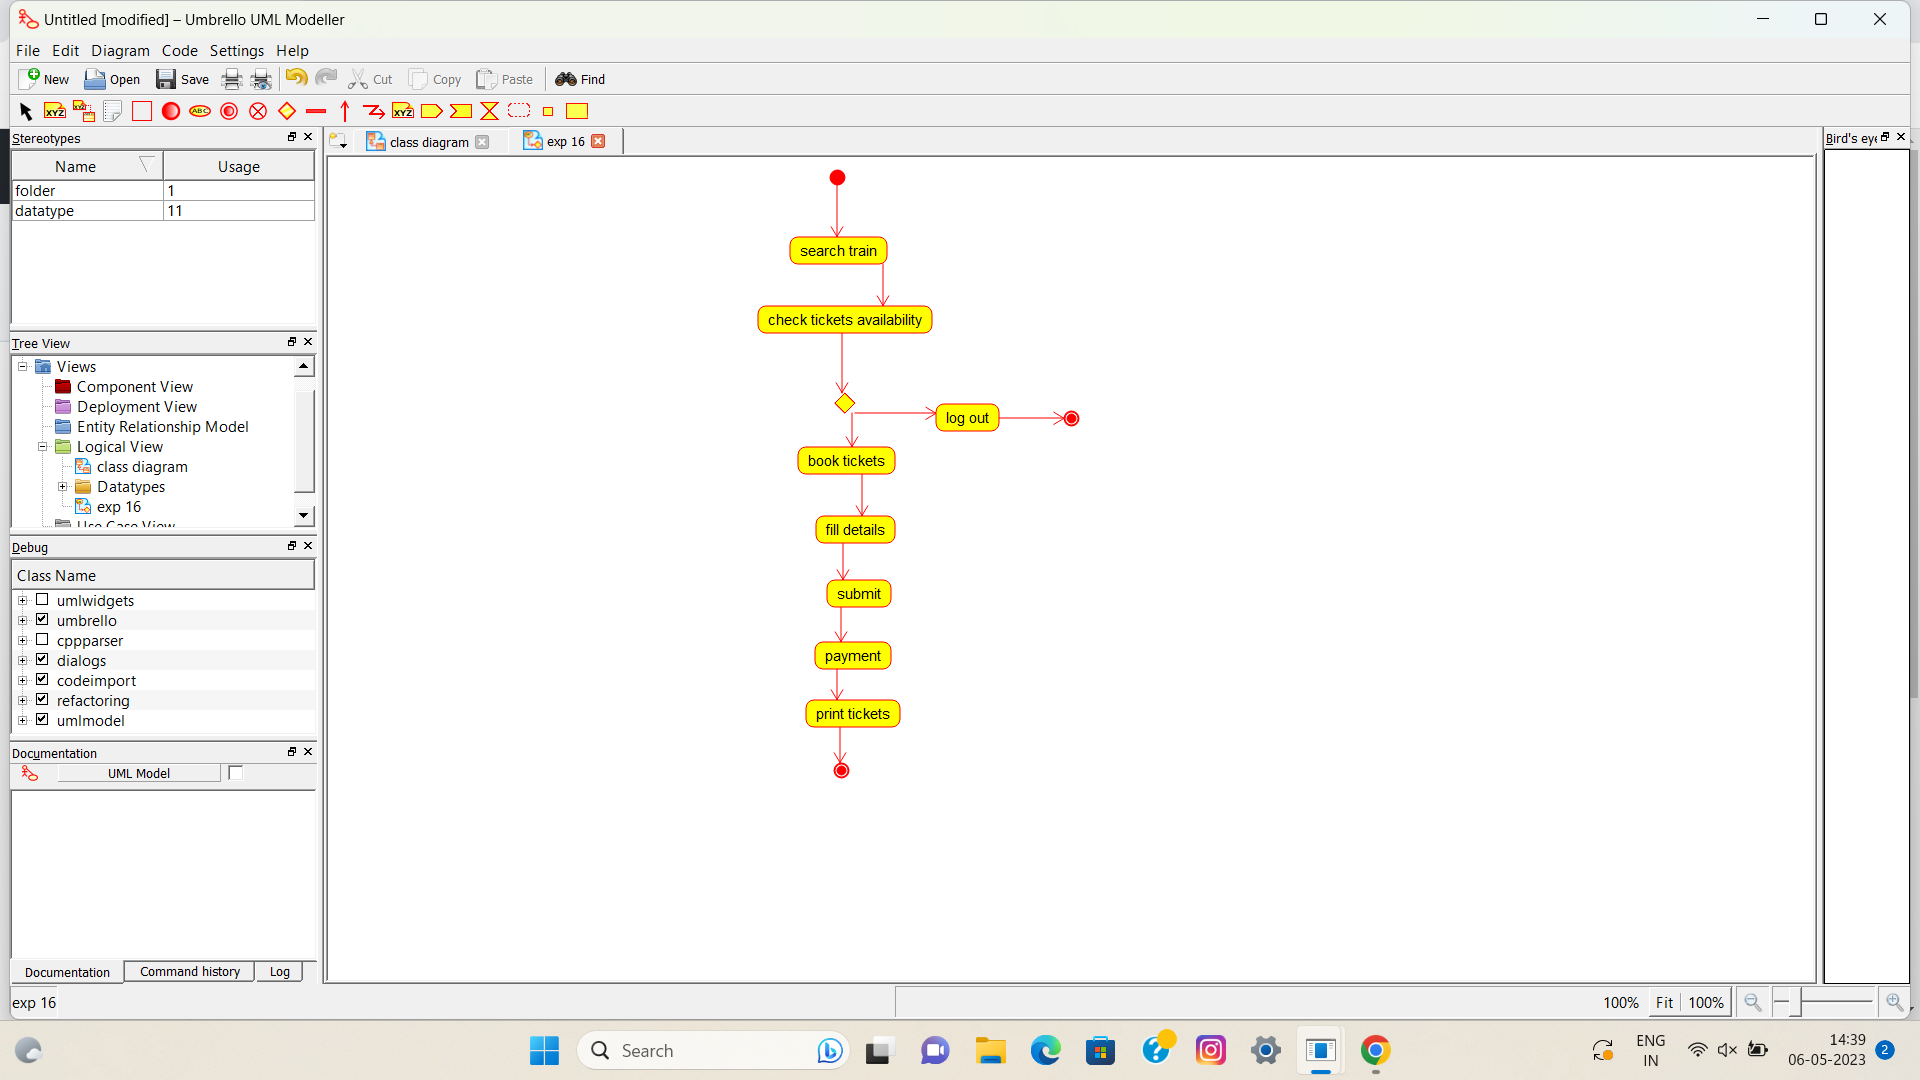 Untitled [modified] – Umbrello UML Modeller
File Edit Diagram Code Settings Help
New Open Save Cut Copy Paste Find
XYZ XYZ ABC XYZ
Stereotypes
Name Usage
folder 1
datatype 11
Tree View
Views
Component View
Deployment View
Entity Relationship Model
Logical View
class diagram
Datatypes
exp 16
Use Case View
Debug
Class Name
umlwidgets
umbrello
cppparser
dialogs
codeimport
refactoring
umlmodel
Documentation
UML Model
Documentation Command history Log
exp 16
class diagram exp 16
search train
check tickets availability
log out
book tickets
fill details
submit
payment
print tickets
Bird's eye
100% Fit 100%
Search
ENG
IN
14:39
06-05-2023
2